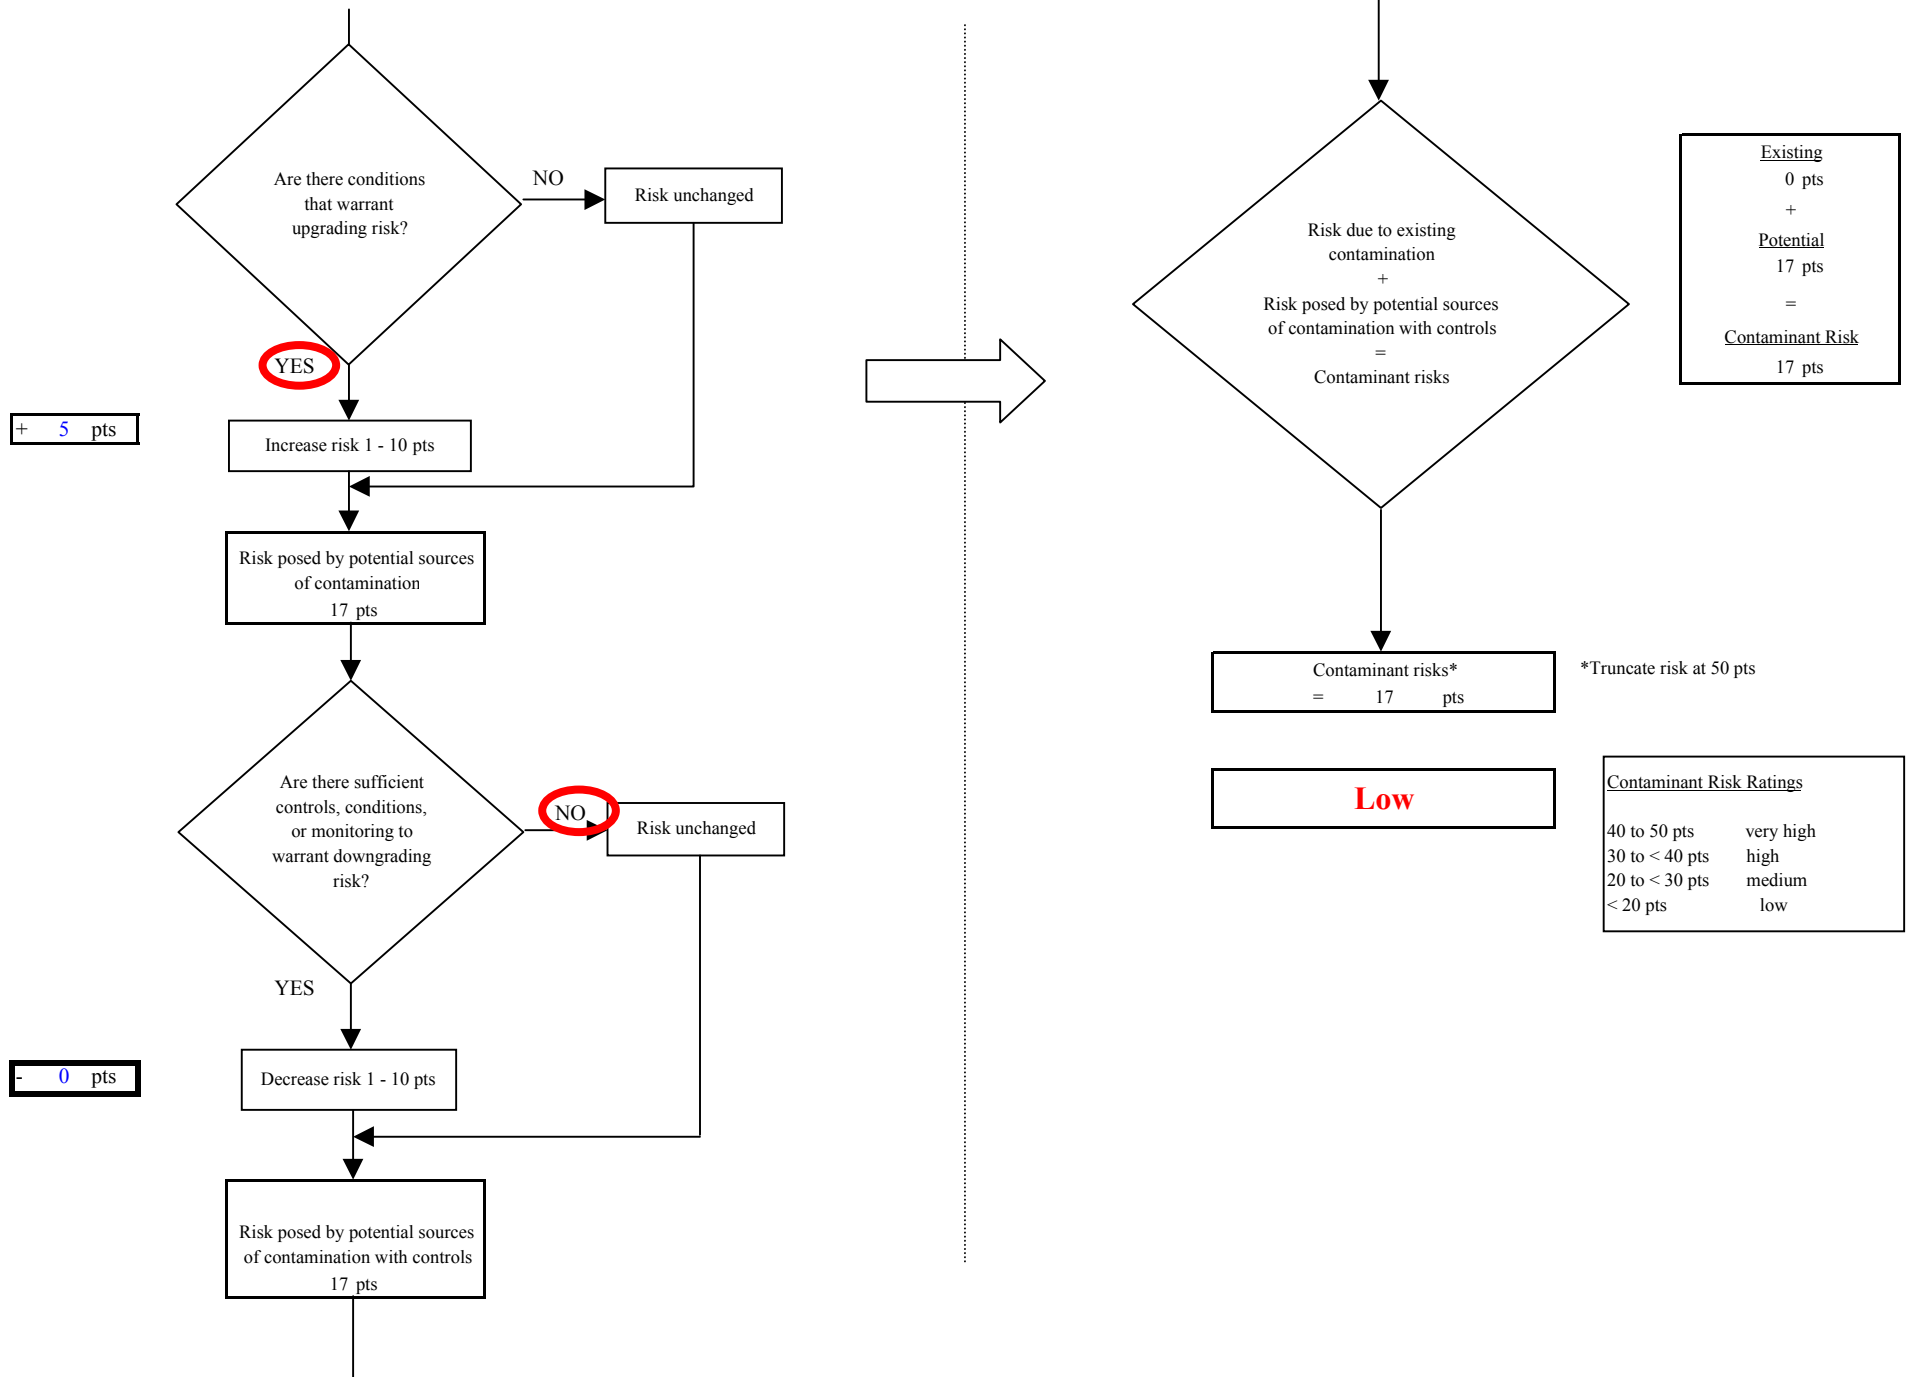 Are there conditions
that warrant
upgrading risk?
NO
Risk unchanged
YES
+ 5 pts
Increase risk 1 - 10 pts
Risk posed by potential sources
of contamination
17 pts
Are there sufficient
controls, conditions,
or monitoring to
warrant downgrading
risk?
NO
Risk unchanged
YES
- 0 pts
Decrease risk 1 - 10 pts
Risk posed by potential sources
of contamination with controls
17 pts
Risk due to existing
contamination
+
Risk posed by potential sources
of contamination with controls
=
Contaminant risks
Existing
0 pts
+
Potential
17 pts
=
Contaminant Risk
17 pts
Contaminant risks*
= 17 pts
*Truncate risk at 50 pts
Low
Contaminant Risk Ratings
40 to 50 pts very high
30 to < 40 pts high
20 to < 30 pts medium
< 20 pts low